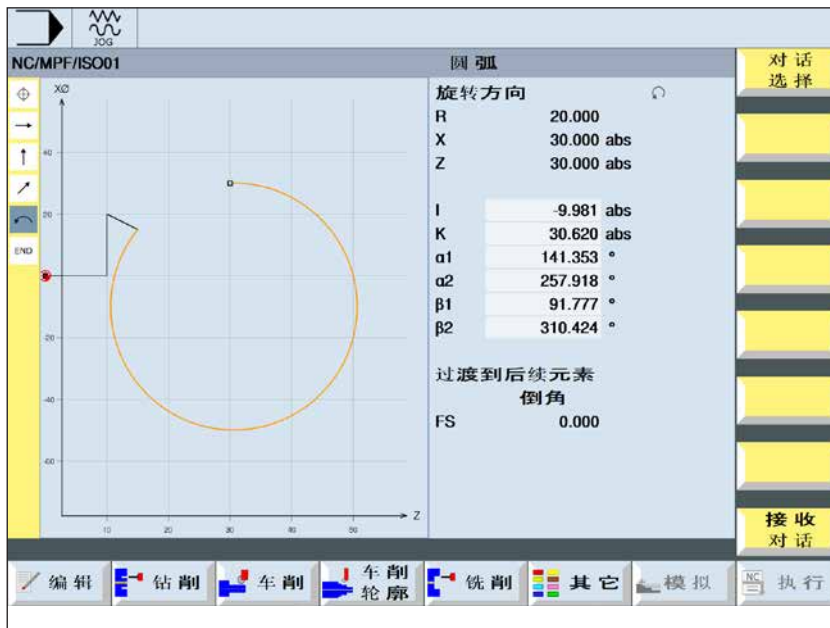 JOG
NC/MPF/ISO01
圆弧
对话
选择
XØ
40
20
-20
-40
-60
10
20
30
40
50
Z
END
旋转方向
R 20.000
X 30.000 abs
Z 30.000 abs
I -9.981 abs
K 30.620 abs
α1 141.353 °
α2 257.918 °
β1 91.777 °
β2 310.424 °
过渡到后续元素
倒角
FS 0.000
接收
对话
编辑
钻削
车削
车削
轮廓
铣削
其它
模拟
NC
执行